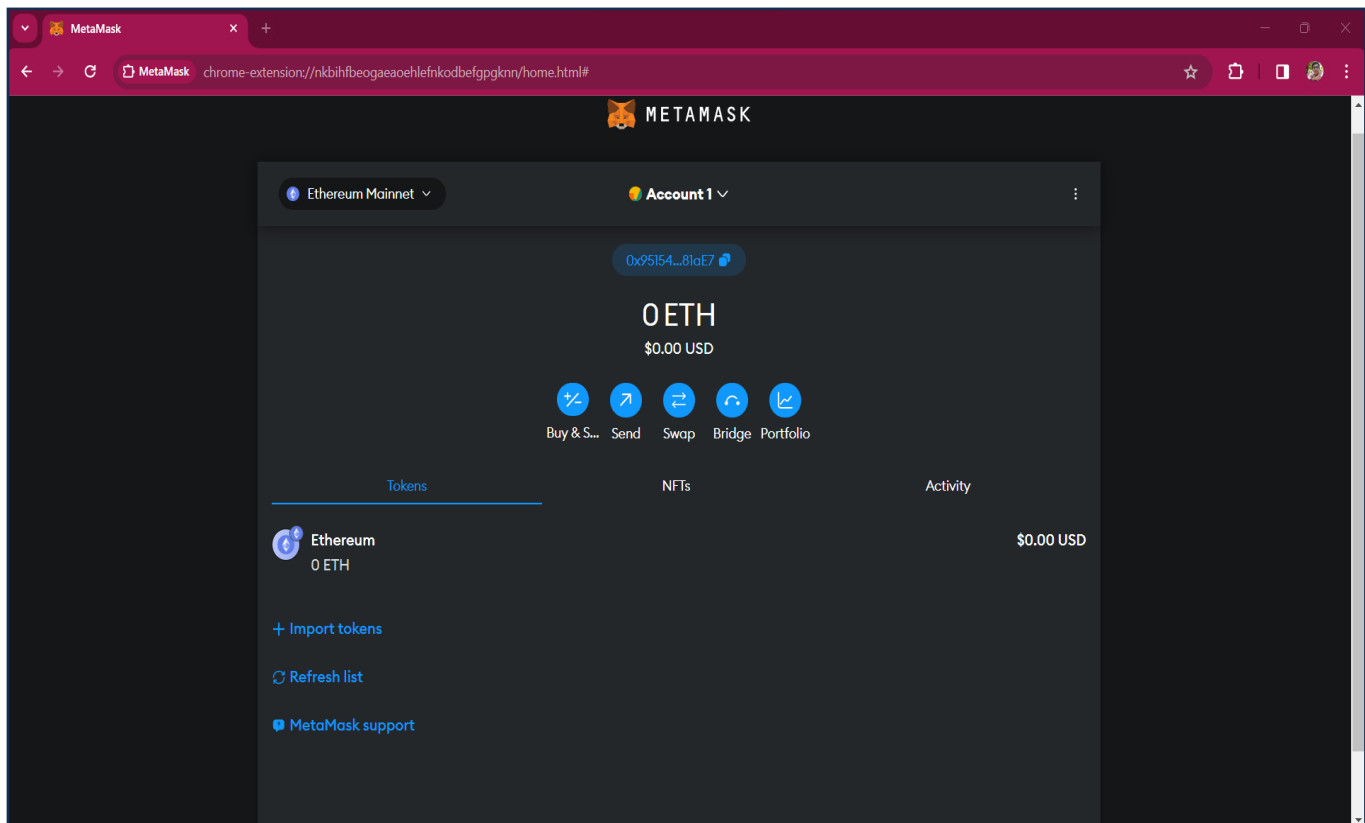 MetaMask
MetaMask chrome-extension://nkbihfbeogaeaoehlefnkodbefgpgknn/home.html#
METAMASK
Ethereum Mainnet Account 1
0x95154...81aE7
0 ETH
$0.00 USD
Buy & S... Send Swap Bridge Portfolio
Tokens NFTs Activity
Ethereum $0.00 USD
0 ETH
+ Import tokens
Refresh list
MetaMask support